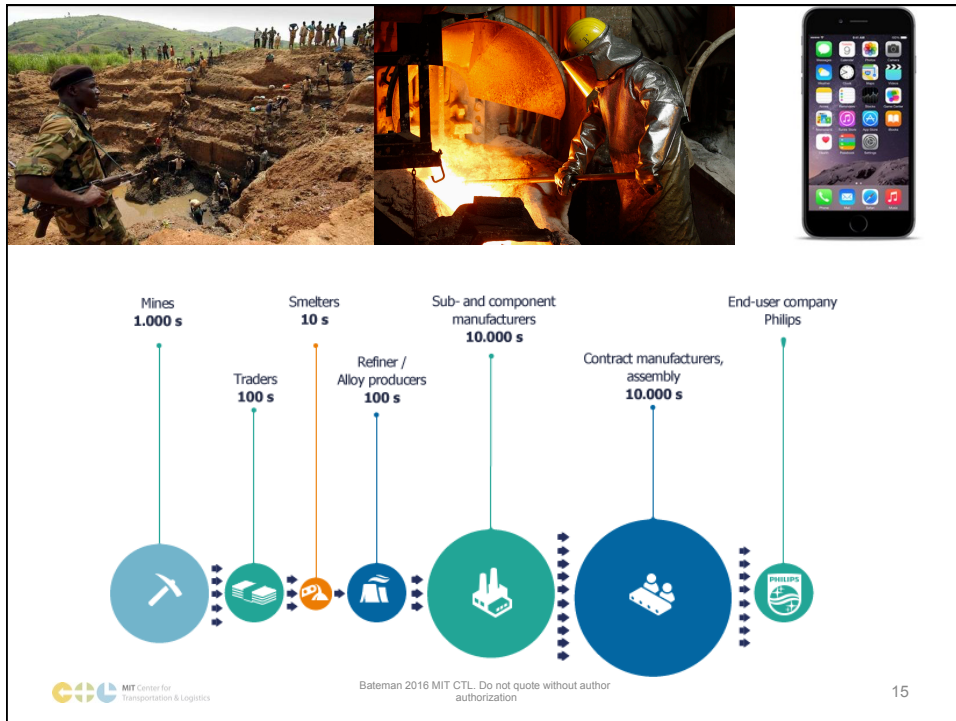 Mines
1.000 s
Traders
100 s
Smelters
10 s
Refiner /
Alloy producers
100 s
Sub- and component
manufacturers
10.000 s
Contract manufacturers,
assembly
10.000 s
End-user company
Philips
PHILIPS
MIT Center for
Transportation & Logistics
Bateman 2016 MIT CTL. Do not quote without author
authorization
15